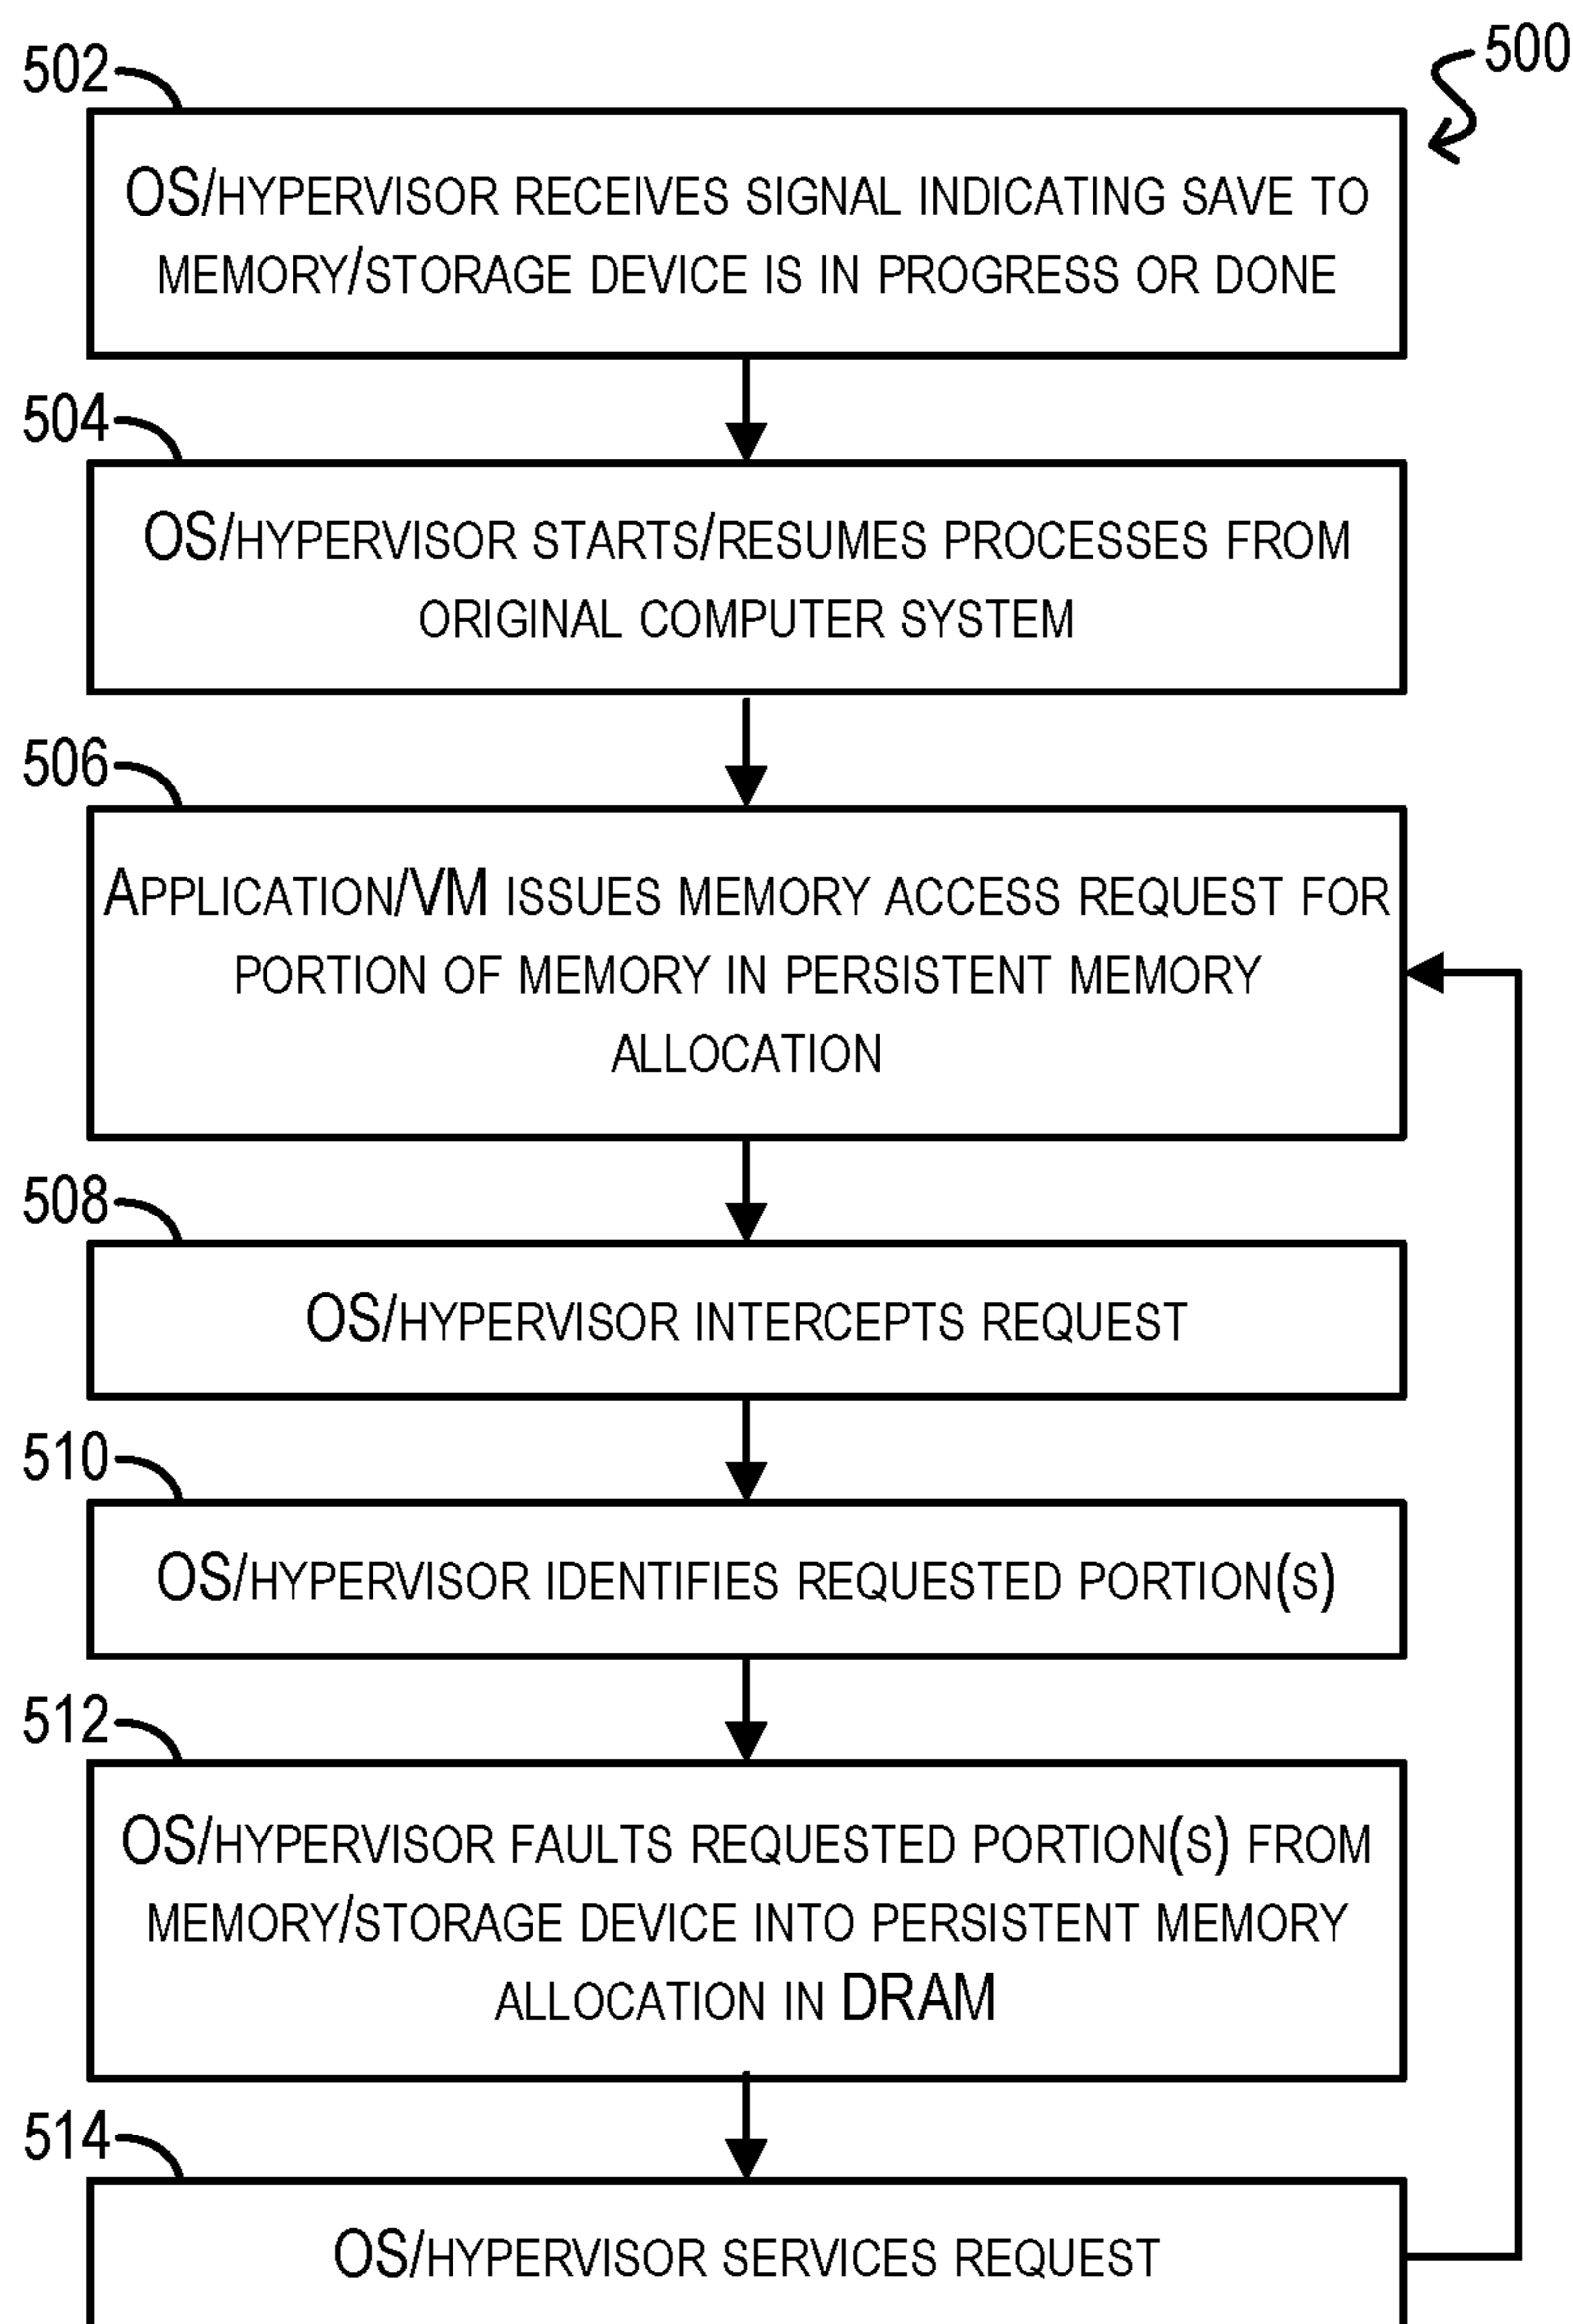 500
502
OS/HYPERVISOR RECEIVES SIGNAL INDICATING SAVE TO
MEMORY/STORAGE DEVICE IS IN PROGRESS OR DONE
504
OS/HYPERVISOR STARTS/RESUMES PROCESSES FROM
ORIGINAL COMPUTER SYSTEM
506
APPLICATION/VM ISSUES MEMORY ACCESS REQUEST FOR
PORTION OF MEMORY IN PERSISTENT MEMORY
ALLOCATION
508
OS/HYPERVISOR INTERCEPTS REQUEST
510
OS/HYPERVISOR IDENTIFIES REQUESTED PORTION(S)
512
OS/HYPERVISOR FAULTS REQUESTED PORTION(S) FROM
MEMORY/STORAGE DEVICE INTO PERSISTENT MEMORY
ALLOCATION IN DRAM
514
OS/HYPERVISOR SERVICES REQUEST